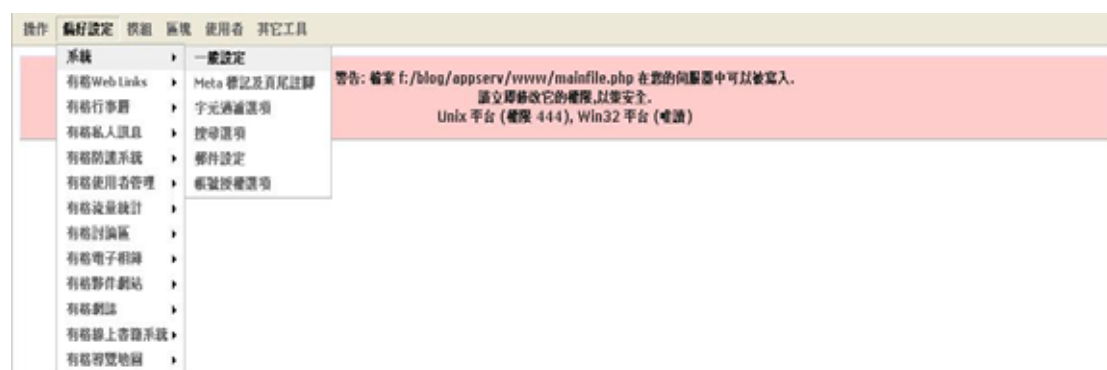 操作 偏好設定 模組 區塊 使用者 其它工具
系統
一般設定
有格Web Links
Meta 標記及頁尾註腳
有格行事曆
字元過濾選項
有格私人訊息
搜尋選項
有格防護系統
郵件設定
有格使用者管理
帳號授權選項
有格流量統計
有格討論區
有格電子相簿
有格夥伴網站
有格網誌
有格線上書籍系統
有格導覽地圖
警告: 檔案 f:/blog/appserv/www/mainfile.php 在您的伺服器中可以被寫入.
請立即修改它的權限,以策安全.
Unix 平台 (權限 444), Win32 平台 (唯讀)